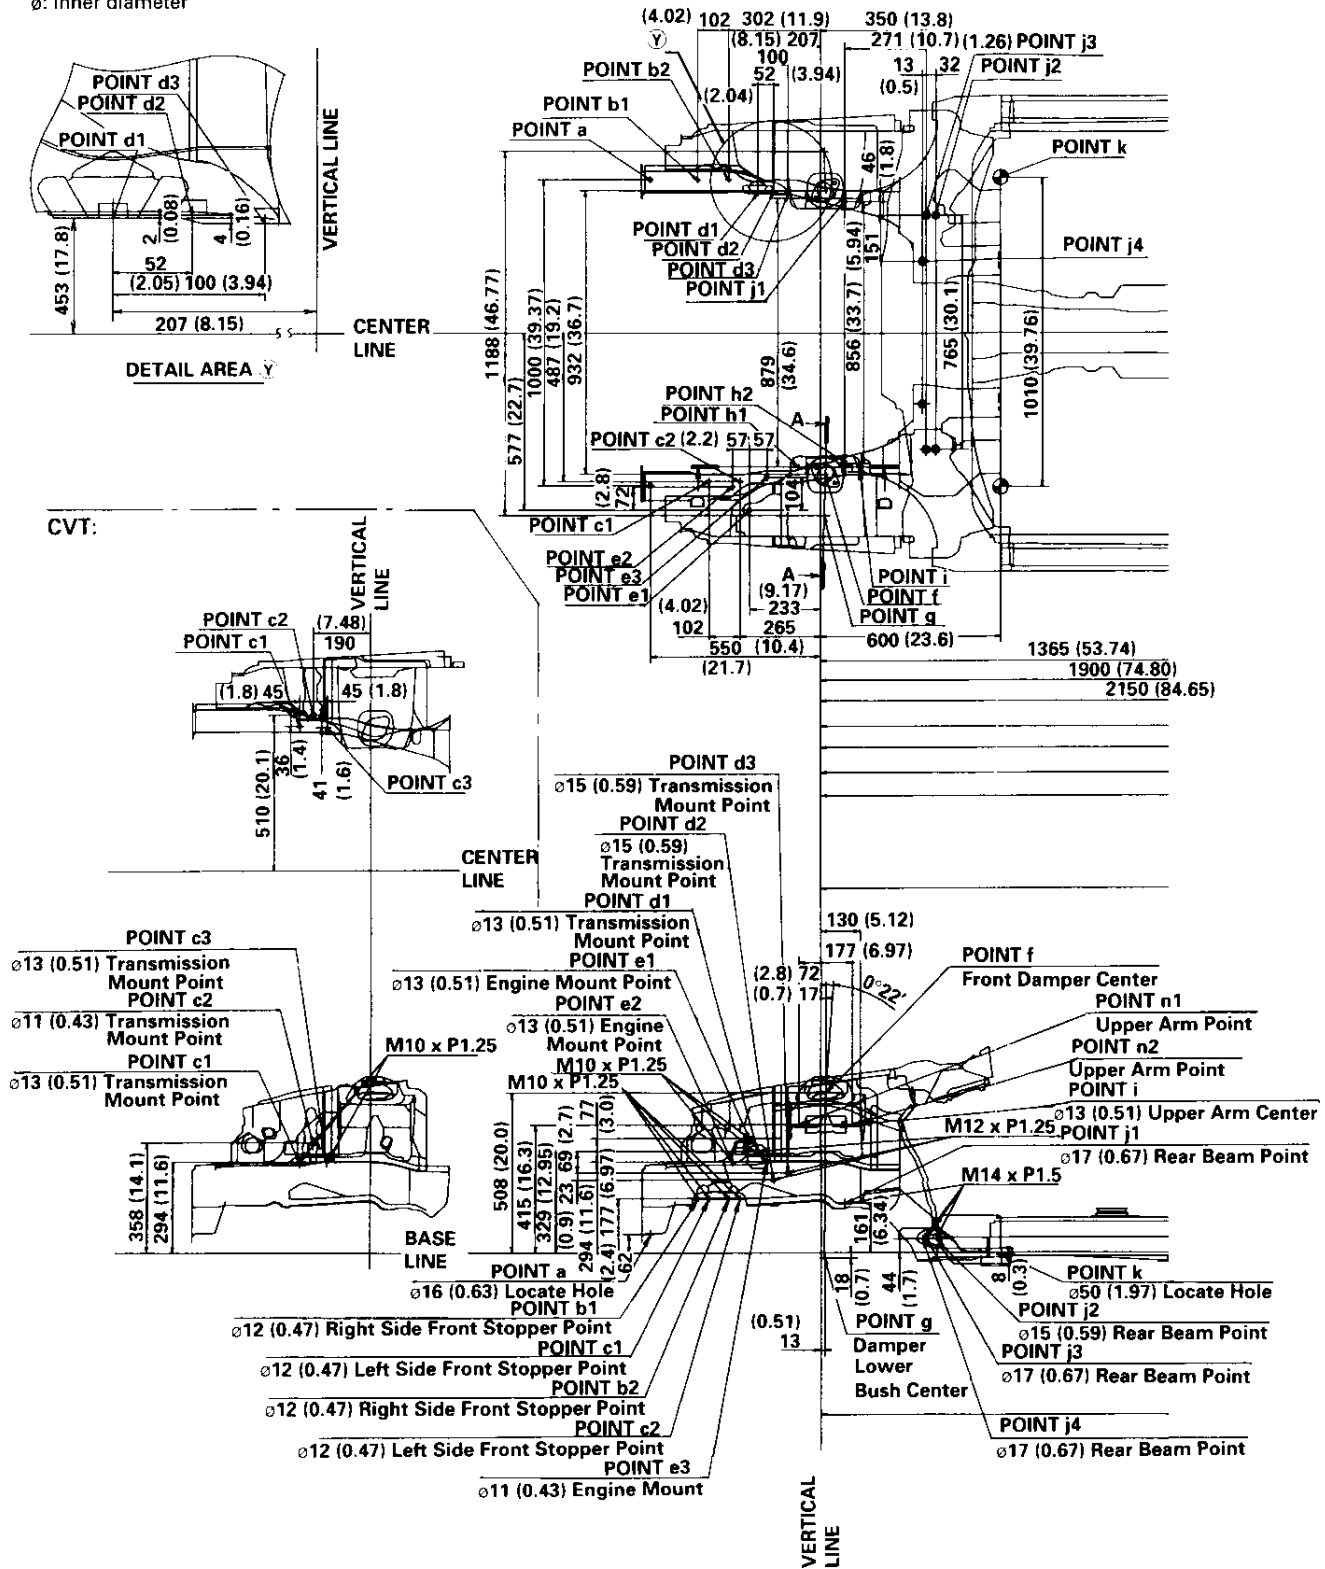 ø: Inner diameter
POINT d3
POINT d2
POINT d1
VERTICAL LINE
453 (17.8)
2
(0.08)
4
(0.16)
52
(2.05) 100 (3.94)
207 (8.15)
CENTER
LINE
DETAIL AREA Y
(4.02) 102 302 (11.9) 350 (13.8)
Y
(8.15) 207 271 (10.7) (1.26) POINT j3
100
13 32
POINT j2
POINT b2
52 (3.94)
(0.5)
(2.04)
POINT b1
POINT a
46
(1.8)
POINT k
POINT d1
POINT d2
POINT d3
POINT j1
(5.94)
151
POINT j4
1188 (46.77)
1000 (39.37)
487 (19.2)
932 (36.7)
577 (22.7)
879
(34.6)
856 (33.7)
765 (30.1)
1010 (39.76)
POINT h2
POINT h1
A
POINT c2 (2.2) 57 57
(2.8)
72
104
D
D
POINT c1
POINT e2
POINT e3
POINT e1
A
POINT i
POINT f
POINT g
(9.17)
233
(4.02)
102
265
(10.4)
550
(21.7)
600 (23.6)
1365 (53.74)
1900 (74.80)
2150 (84.65)
CVT:
VERTICAL
LINE
POINT c2
(7.48)
190
POINT c1
(1.8) 45 45 (1.8)
510 (20.1)
36
(1.4)
41
(1.6)
POINT c3
CENTER
LINE
POINT d3
ø15 (0.59) Transmission
Mount Point
POINT d2
ø15 (0.59)
Transmission
Mount Point
POINT d1
ø13 (0.51) Transmission
Mount Point
POINT e1
ø13 (0.51) Engine Mount Point
POINT e2
ø13 (0.51) Engine
Mount Point
M10 x P1.25
M10 x P1.25
130 (5.12)
177 (6.97)
(2.8) 72
(0.7) 17
0°22'
POINT f
Front Damper Center
POINT n1
Upper Arm Point
POINT n2
Upper Arm Point
POINT i
ø13 (0.51) Upper Arm Center
M12 x P1.25
POINT j1
ø17 (0.67) Rear Beam Point
M14 x P1.5
POINT c3
ø13 (0.51) Transmission
Mount Point
POINT c2
ø11 (0.43) Transmission
Mount Point
POINT c1
ø13 (0.51) Transmission
Mount Point
M10 x P1.25
358 (14.1)
294 (11.6)
BASE
LINE
508 (20.0)
415 (16.3)
329 (12.95)
(0.9) 23 69 (2.7)
294 (11.6)
77 (3.0)
(2.4) 177 (6.97)
62
161
(6.34)
18
(0.7)
44
(1.7)
8
(0.3)
POINT a
ø16 (0.63) Locate Hole
POINT b1
ø12 (0.47) Right Side Front Stopper Point
POINT c1
ø12 (0.47) Left Side Front Stopper Point
POINT b2
ø12 (0.47) Right Side Front Stopper Point
POINT c2
ø12 (0.47) Left Side Front Stopper Point
POINT e3
ø11 (0.43) Engine Mount
(0.51)
13
POINT g
Damper
Lower
Bush Center
POINT k
ø50 (1.97) Locate Hole
POINT j2
ø15 (0.59) Rear Beam Point
POINT j3
ø17 (0.67) Rear Beam Point
POINT j4
ø17 (0.67) Rear Beam Point
VERTICAL
LINE